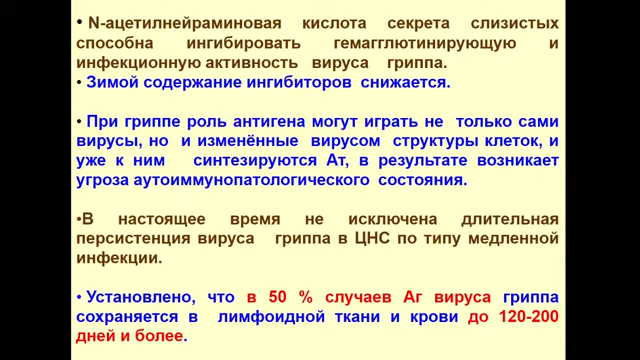 • N-ацетилнейраминовая кислота секрета слизистых
способна ингибировать гемагглютинирующую и
инфекционную активность вируса гриппа.
• Зимой содержание ингибиторов снижается.
• При гриппе роль антигена могут играть не только сами
вирусы, но и изменённые вирусом структуры клеток, и
уже к ним синтезируются Ат, в результате возникает
угроза аутоиммунопатологического состояния.
•В настоящее время не исключена длительная
персистенция вируса гриппа в ЦНС по типу медленной
инфекции.
• Установлено, что в 50 % случаев Аг вируса гриппа
сохраняется в лимфоидной ткани и крови до 120-200
дней и более.